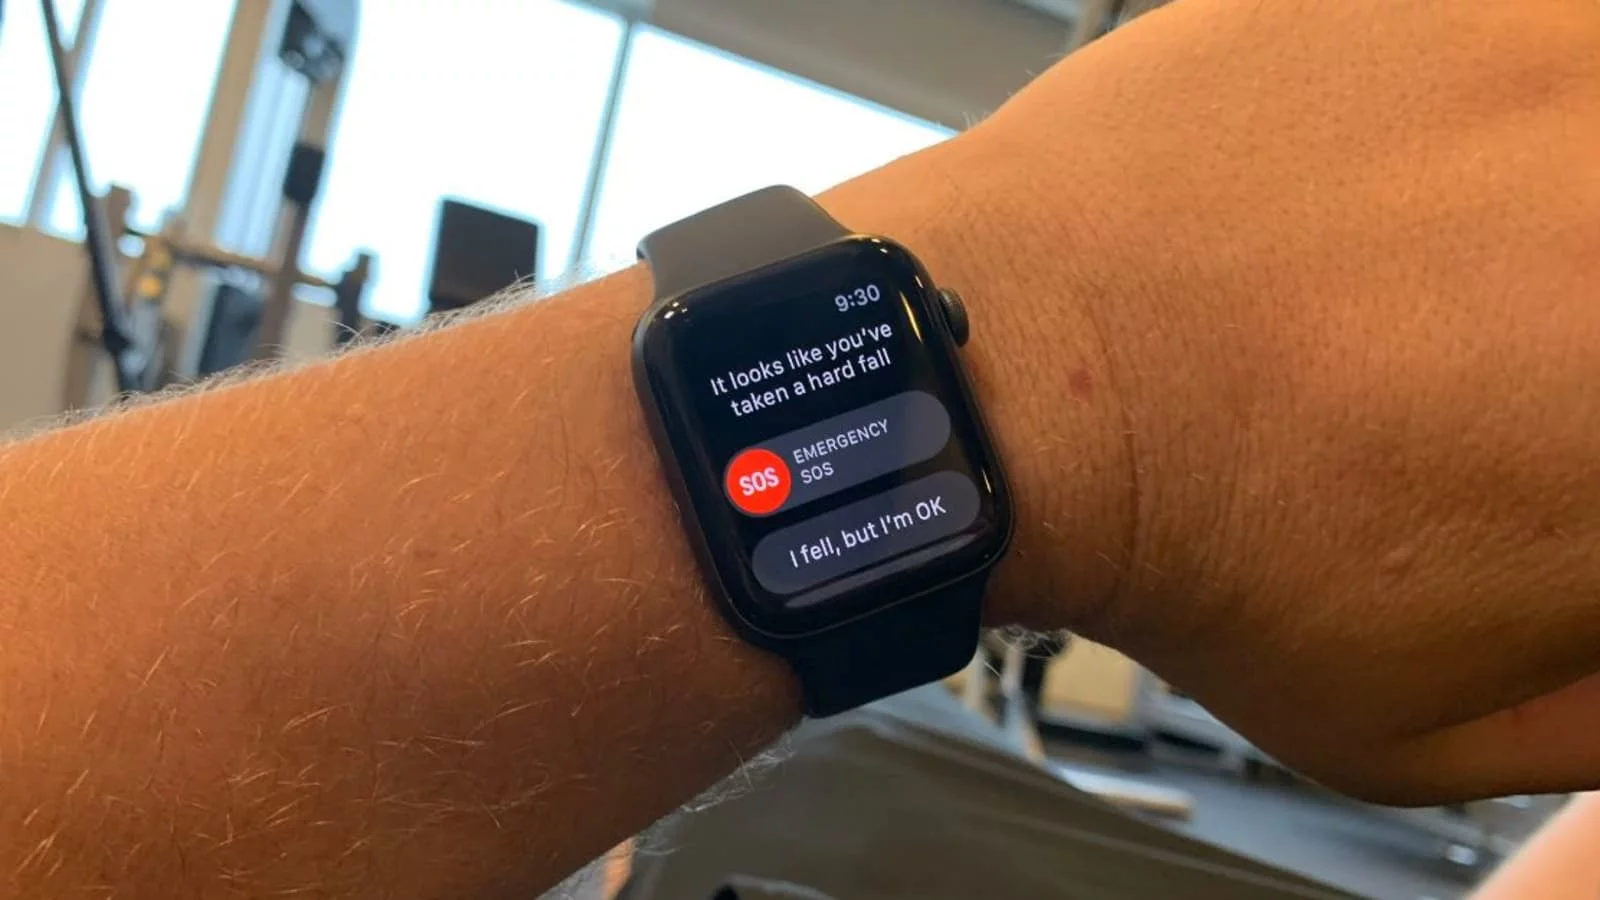 9:30
It looks like you've
taken a hard fall
SOS
EMERGENCY
SOS
I fell, but I'm OK